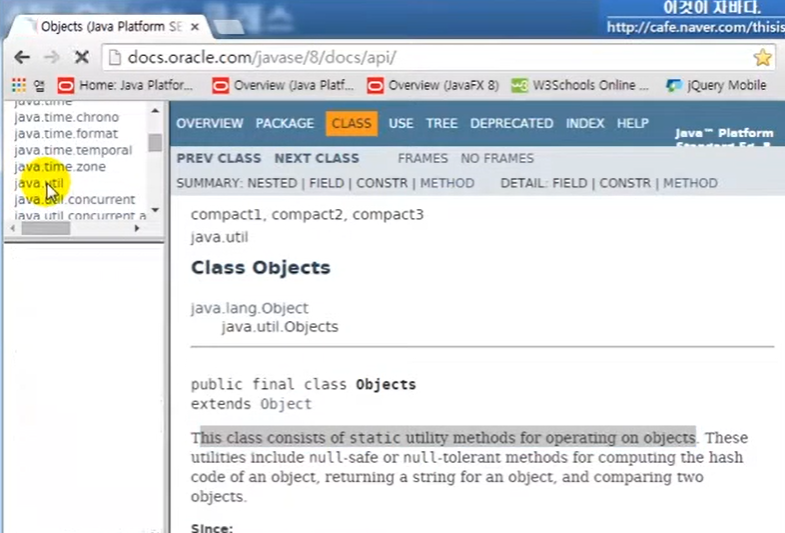 이것이 자바다.
http://cafe.naver.com/thisis
Objects (Java Platform SE
docs.oracle.com/javase/8/docs/api/
앱 Home: Java Platfor... Overview (Java Platf... Overview (JavaFX 8) W3Schools Online ... jQuery Mobile
java.time
java.time.chrono
java.time.format
java.time.temporal
java.time.zone
java.util
java.util.concurrent
java.util.concurrent.a
OVERVIEW PACKAGE CLASS USE TREE DEPRECATED INDEX HELP
Java™ Platform
Standard Ed. 8
PREV CLASS NEXT CLASS FRAMES NO FRAMES
SUMMARY: NESTED | FIELD | CONSTR | METHOD DETAIL: FIELD | CONSTR | METHOD
compact1, compact2, compact3
java.util
Class Objects
java.lang.Object
java.util.Objects
public final class Objects
extends Object
This class consists of static utility methods for operating on objects. These
utilities include null-safe or null-tolerant methods for computing the hash
code of an object, returning a string for an object, and comparing two
objects.
Since: